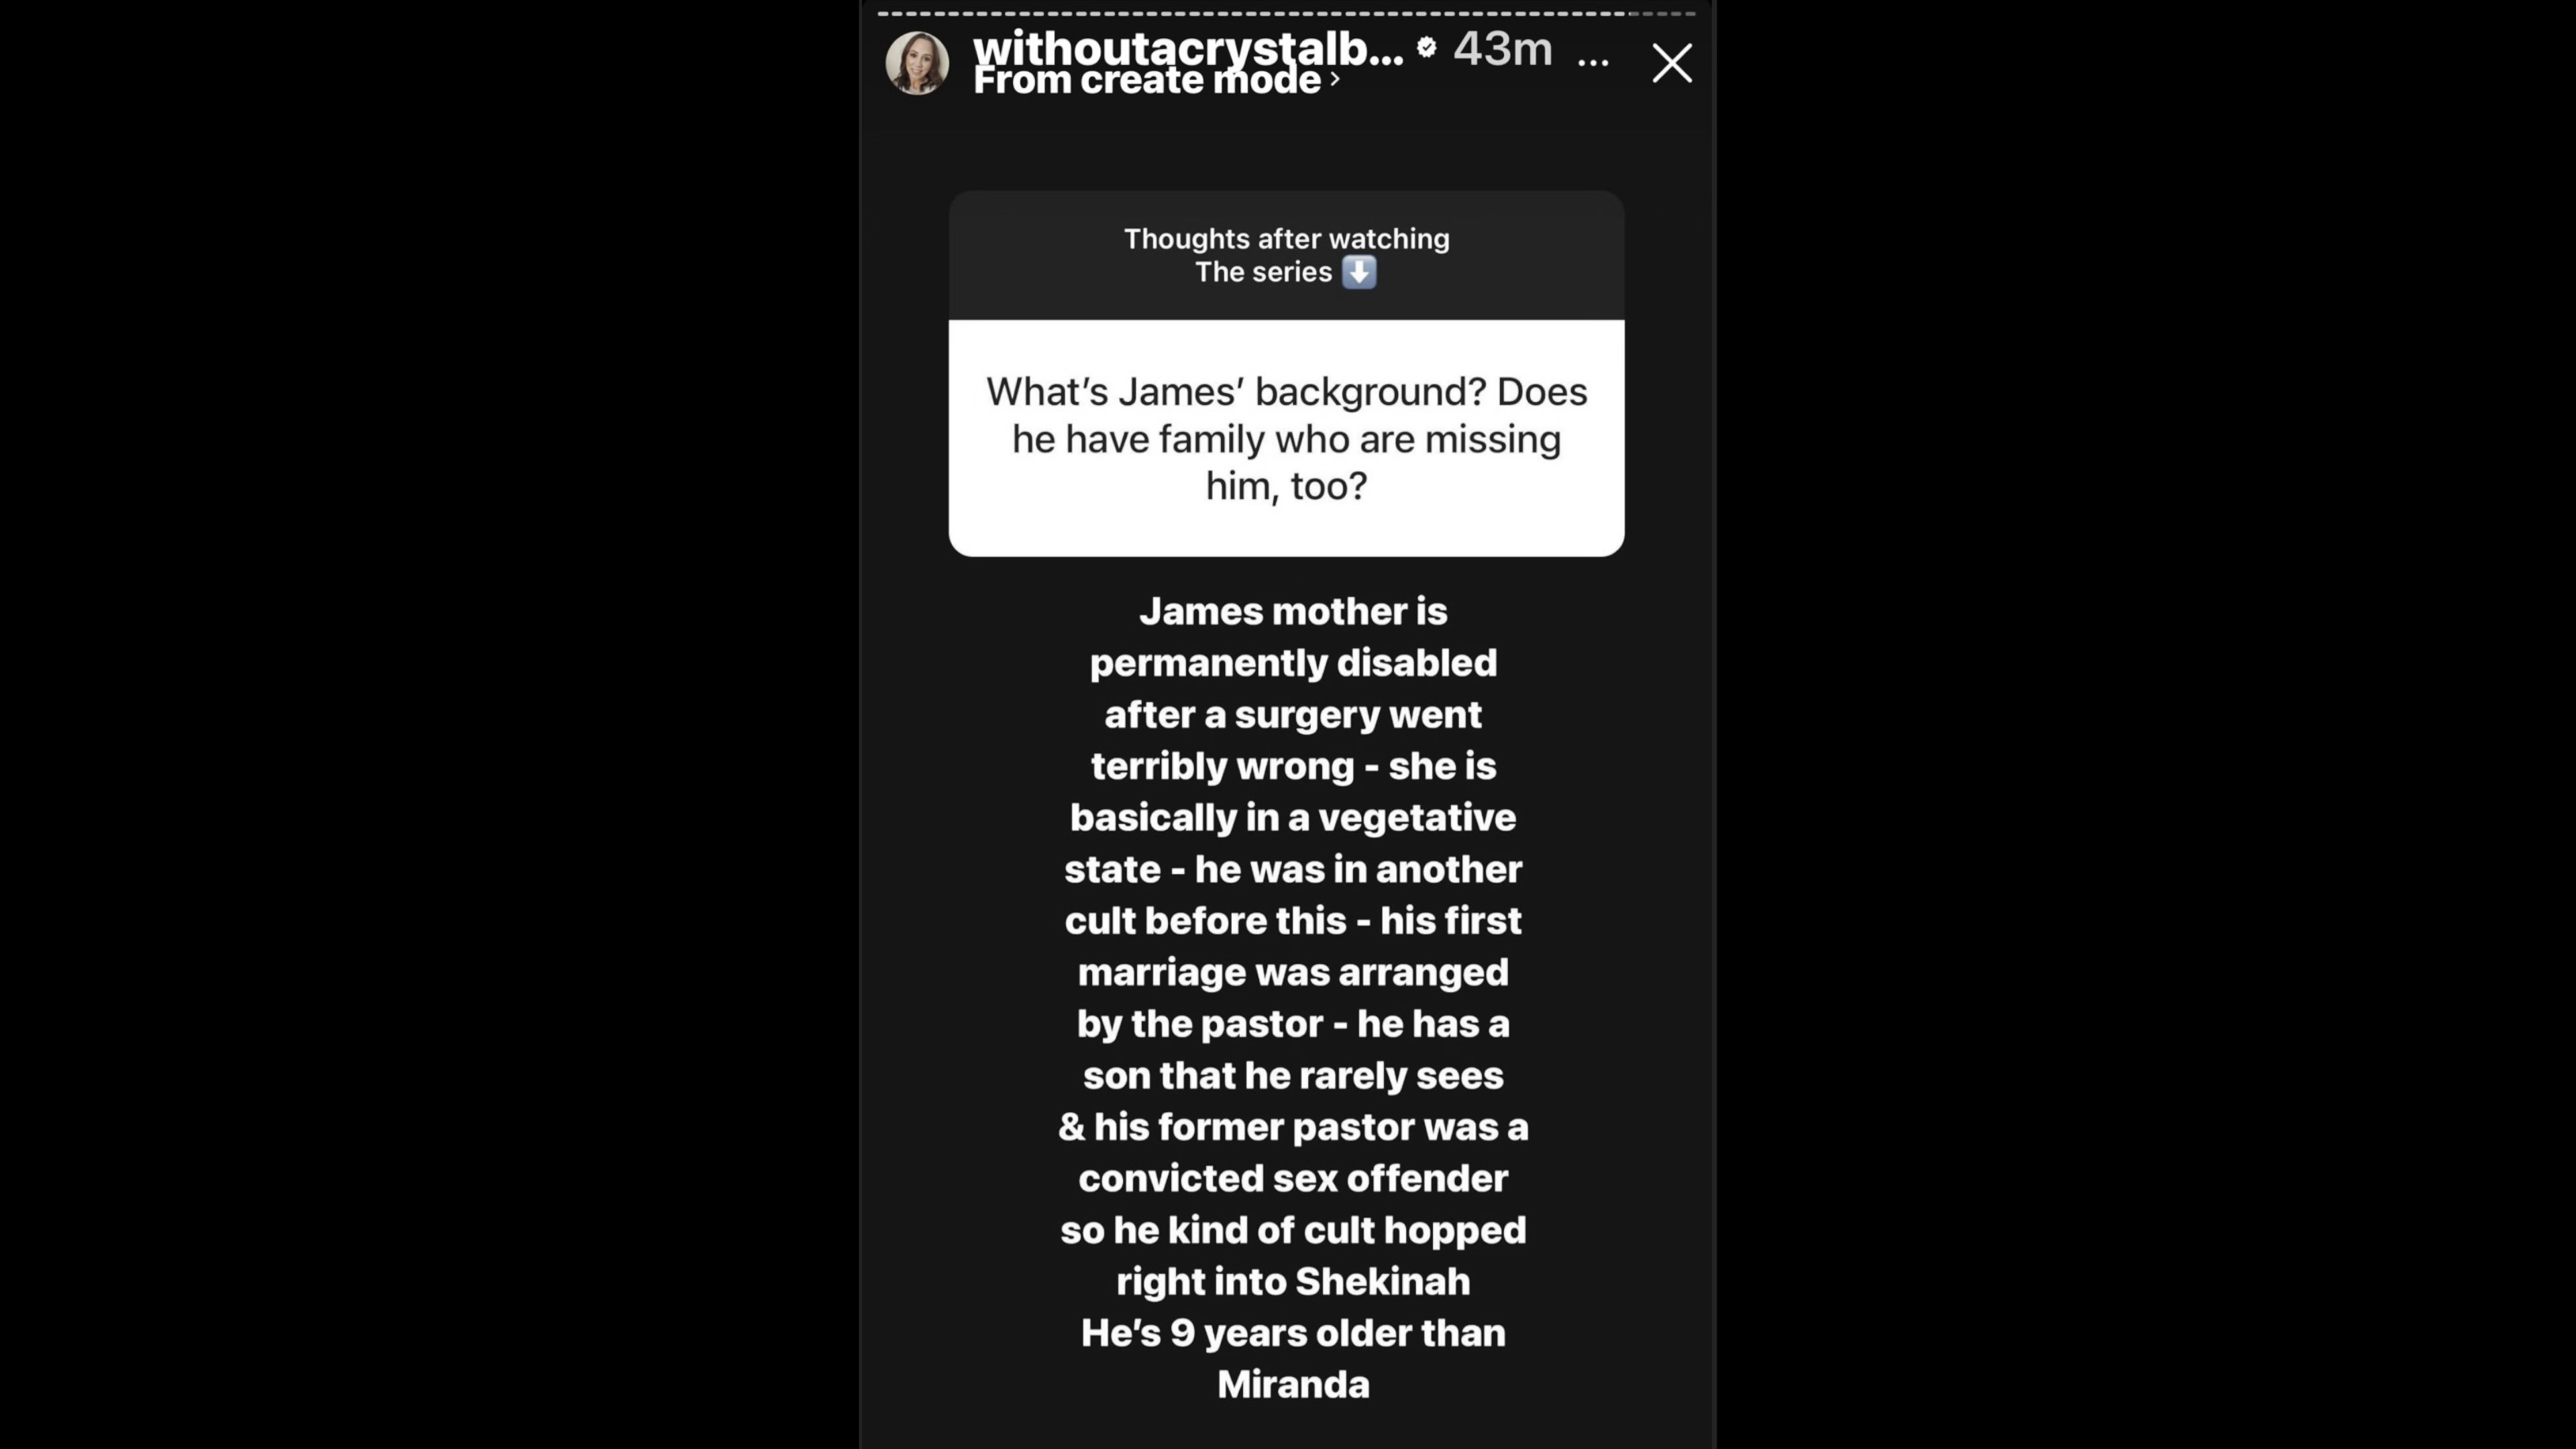 withoutacrystalb... 43m ...
From create mode >
Thoughts after watching
The series ⬇️
What's James' background? Does
he have family who are missing
him, too?
James mother is
permanently disabled
after a surgery went
terribly wrong - she is
basically in a vegetative
state - he was in another
cult before this - his first
marriage was arranged
by the pastor - he has a
son that he rarely sees
& his former pastor was a
convicted sex offender
so he kind of cult hopped
right into Shekinah
He's 9 years older than
Miranda